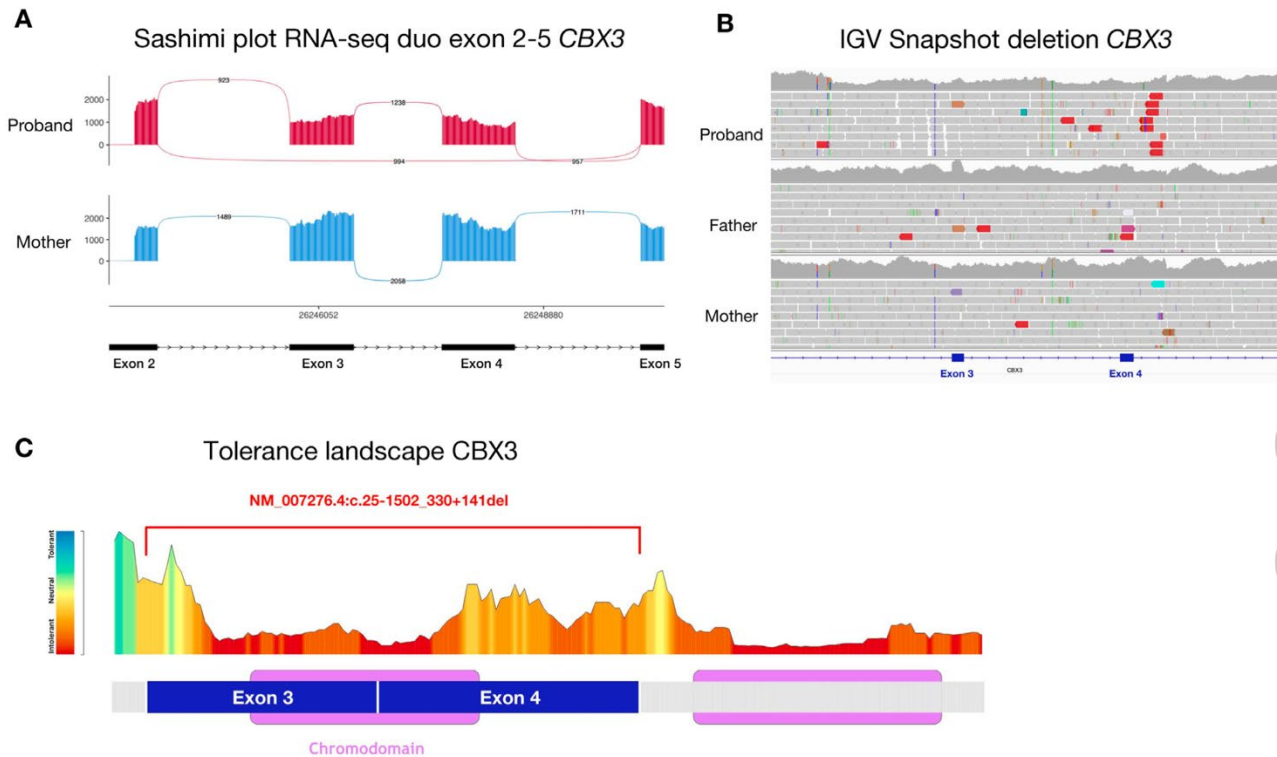 A
Sashimi plot RNA-seq duo exon 2-5 CBX3
Proband
2000
1000
0
923
1238
994
957
Mother
2000
1000
0
1489
1711
2058
26246052
26248880
Exon 2
Exon 3
Exon 4
Exon 5
B
IGV Snapshot deletion CBX3
Proband
Father
Mother
Exon 3
CBX3
Exon 4
C
Tolerance landscape CBX3
NM_007276.4:c.25-1502_330+141del
Tolerant
Neutral
Intolerant
Exon 3
Exon 4
Chromodomain